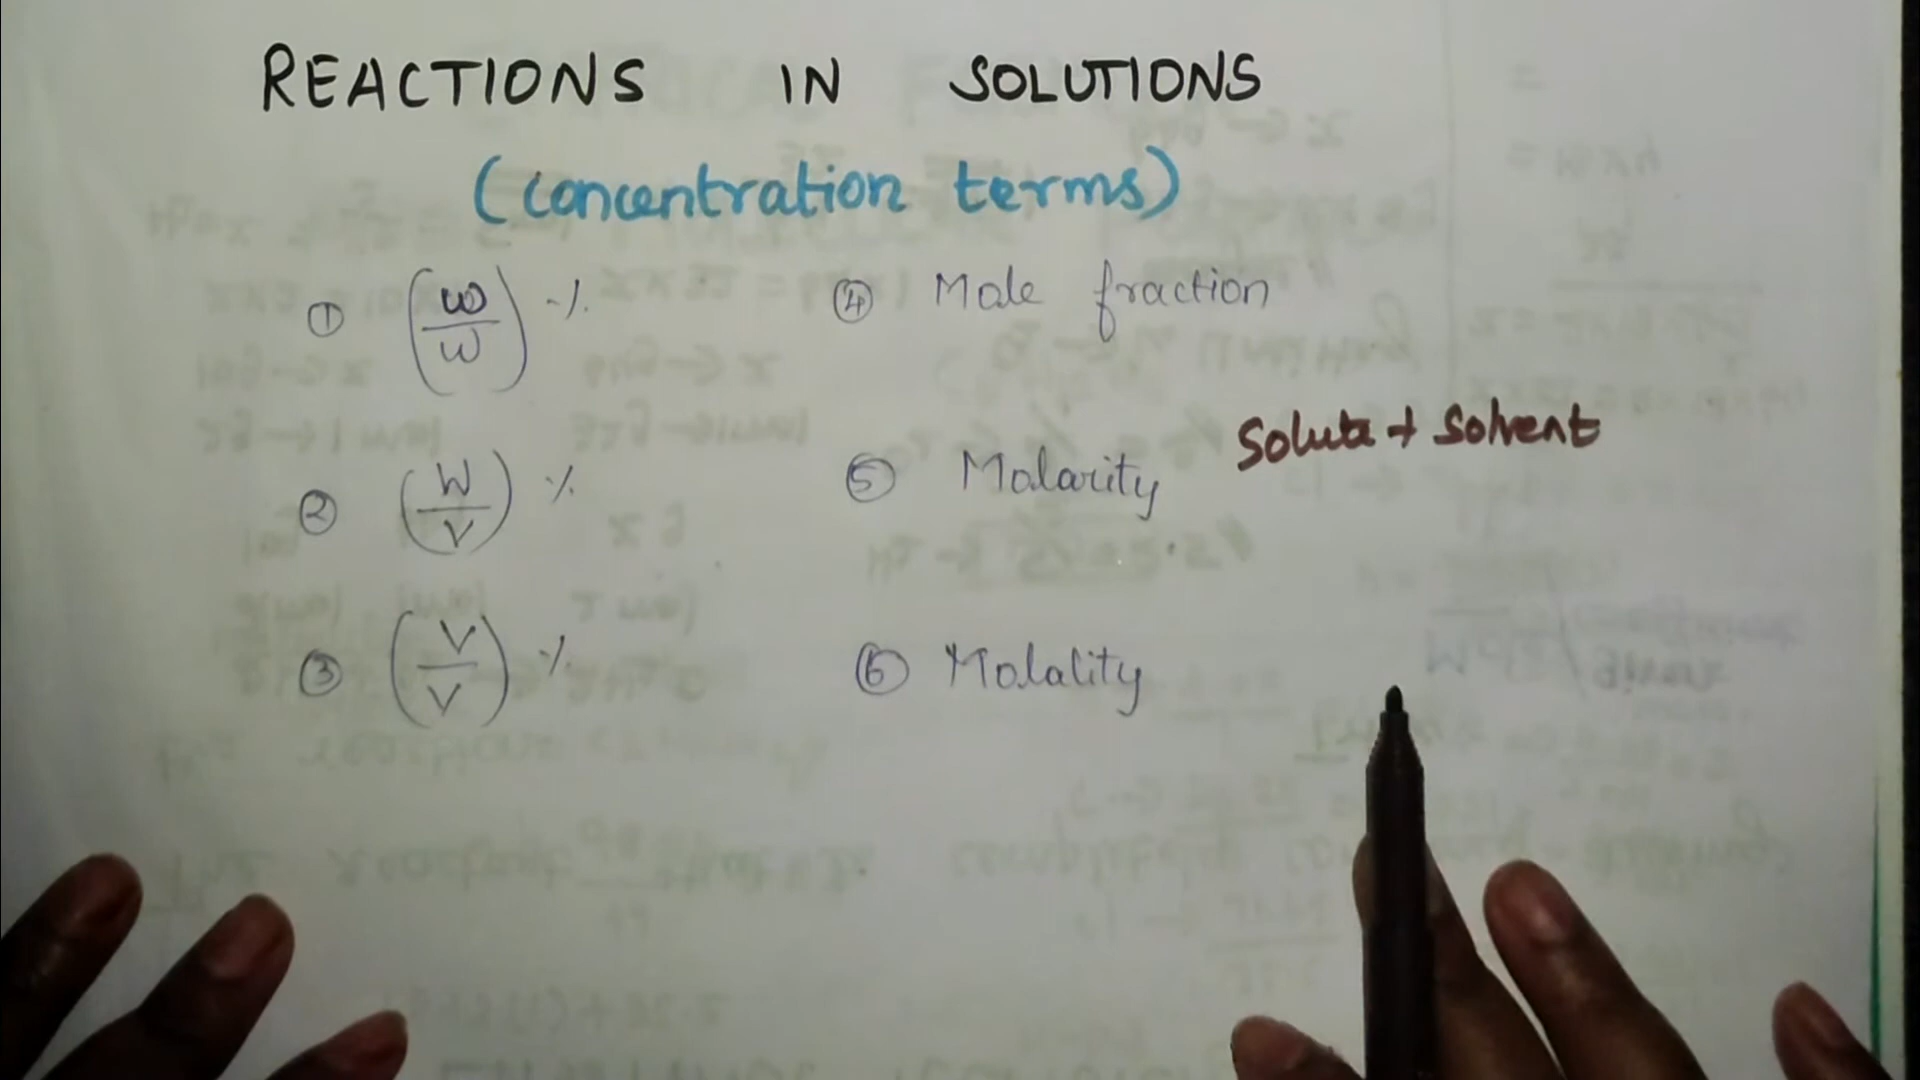 REACTIONS IN SOLUTIONS
(concentration terms)
① (w/w) %
② (W/V) %
③ (V/V) %
④ Mole fraction
⑤ Molarity
Solute + Solvent
⑥ Molality